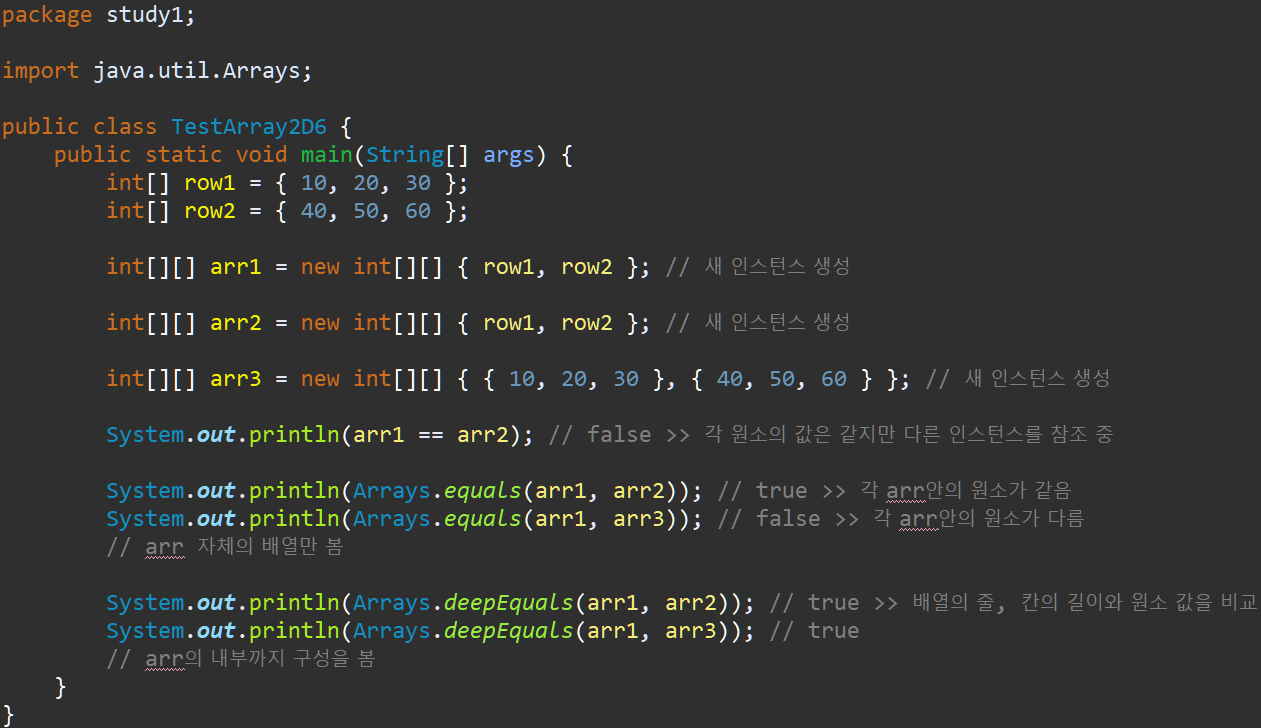 package study1;
import java.util.Arrays;
public class TestArray2D6 {
public static void main(String[] args) {
int[] row1 = { 10, 20, 30 };
int[] row2 = { 40, 50, 60 };
int[][] arr1 = new int[][] { row1, row2 }; // 새 인스턴스 생성
int[][] arr2 = new int[][] { row1, row2 }; // 새 인스턴스 생성
int[][] arr3 = new int[][] { { 10, 20, 30 }, { 40, 50, 60 } }; // 새 인스턴스 생성
System.out.println(arr1 == arr2); // false >> 각 원소의 값은 같지만 다른 인스턴스를 참조 중
System.out.println(Arrays.equals(arr1, arr2)); // true >> 각 arr안의 원소가 같음
System.out.println(Arrays.equals(arr1, arr3)); // false >> 각 arr안의 원소가 다름
// arr 자체의 배열만 봄
System.out.println(Arrays.deepEquals(arr1, arr2)); // true >> 배열의 줄, 칸의 길이와 원소 값을 비교
System.out.println(Arrays.deepEquals(arr1, arr3)); // true
// arr의 내부까지 구성을 봄
}
}